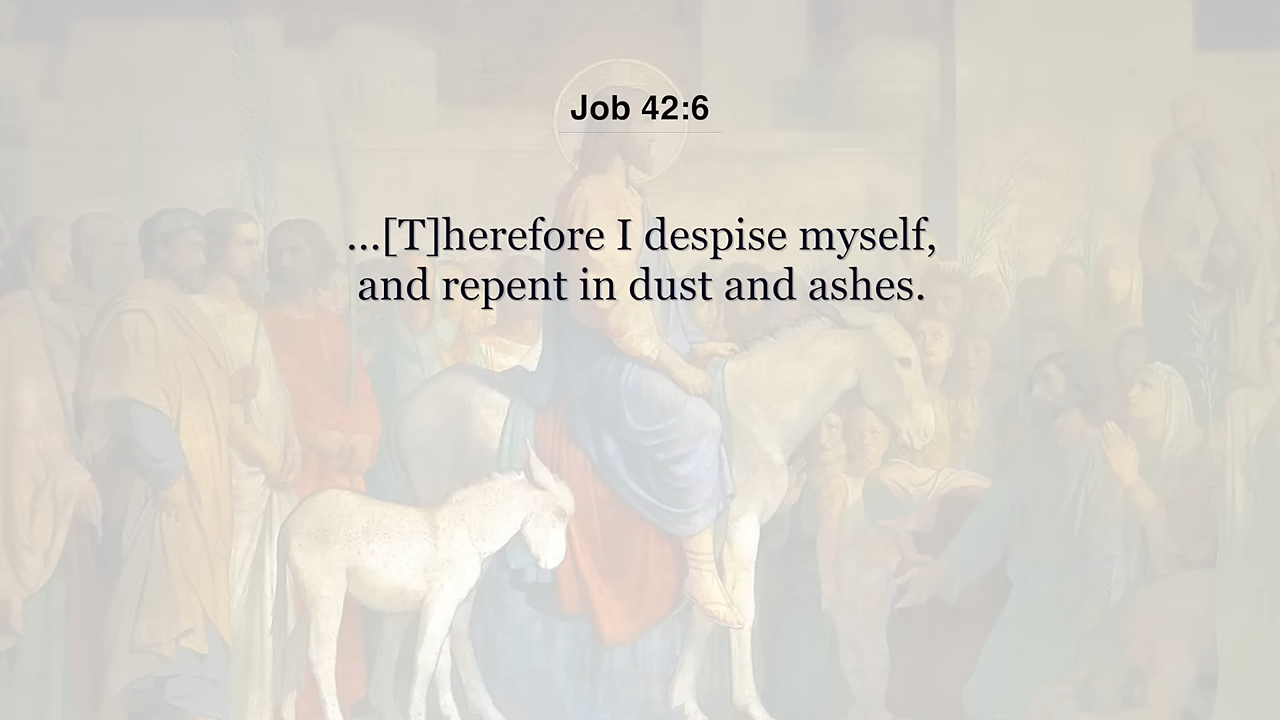 Job 42:6
...[T]herefore I despise myself,
and repent in dust and ashes.